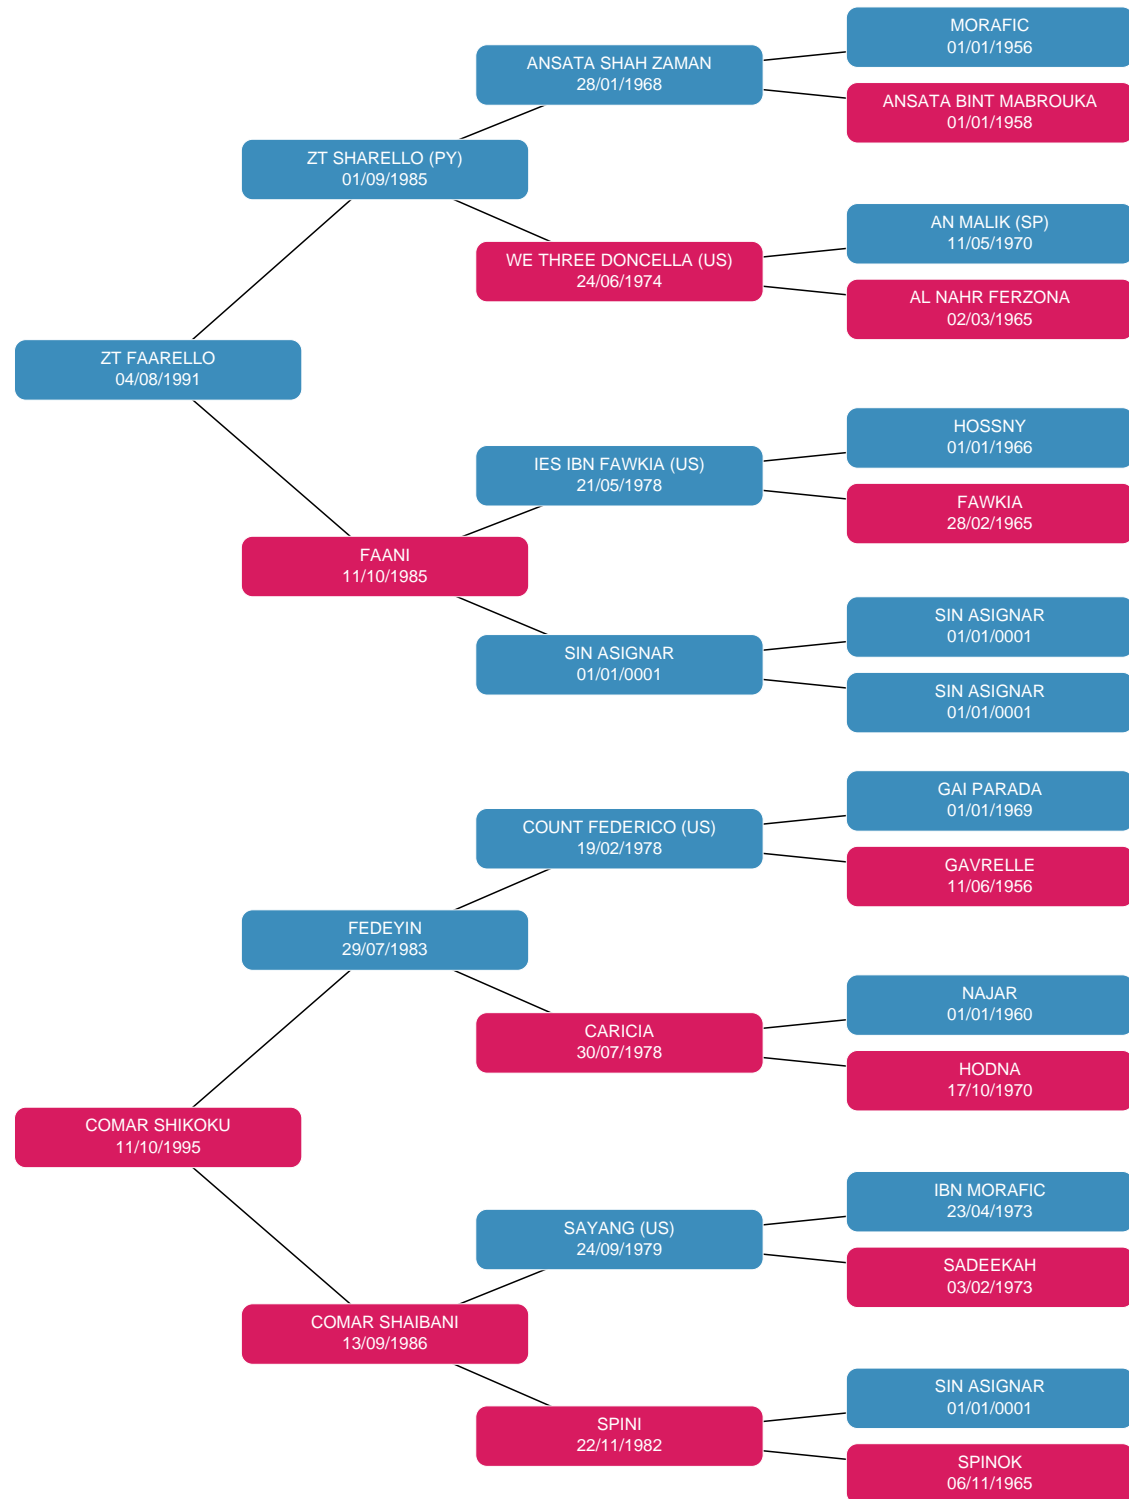 MORAFIC
01/01/1956
ANSATA SHAH ZAMAN
28/01/1968
ANSATA BINT MABROUKA
01/01/1958
ZT SHARELLO (PY)
01/09/1985
AN MALIK (SP)
11/05/1970
WE THREE DONCELLA (US)
24/06/1974
AL NAHR FERZONA
02/03/1965
ZT FAARELLO
04/08/1991
HOSSNY
01/01/1966
IES IBN FAWKIA (US)
21/05/1978
FAWKIA
28/02/1965
FAANI
11/10/1985
SIN ASIGNAR
01/01/0001
SIN ASIGNAR
01/01/0001
SIN ASIGNAR
01/01/0001
GAI PARADA
01/01/1969
COUNT FEDERICO (US)
19/02/1978
GAVRELLE
11/06/1956
FEDEYIN
29/07/1983
NAJAR
01/01/1960
CARICIA
30/07/1978
HODNA
17/10/1970
COMAR SHIKOKU
11/10/1995
IBN MORAFIC
23/04/1973
SAYANG (US)
24/09/1979
SADEEKAH
03/02/1973
COMAR SHAIBANI
13/09/1986
SIN ASIGNAR
01/01/0001
SPINI
22/11/1982
SPINOK
06/11/1965